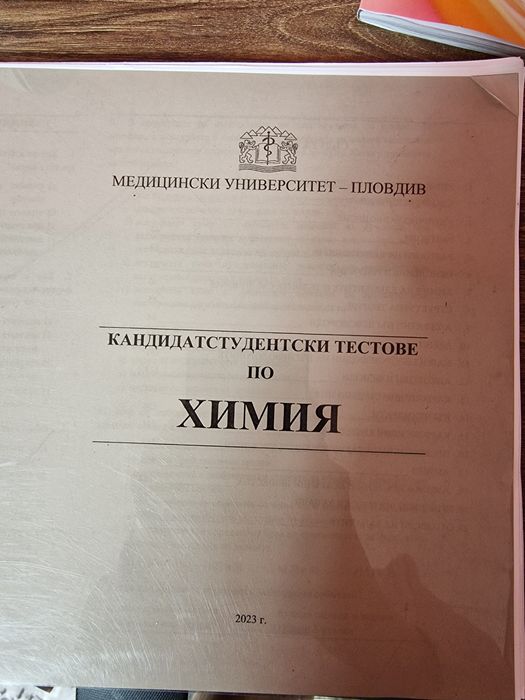 МЕДИЦИНСКИ УНИВЕРСИТЕТ – ПЛОВДИВ
КАНДИДАТСТУДЕНТСКИ ТЕСТОВЕ
ПО
ХИМИЯ
2023 г.